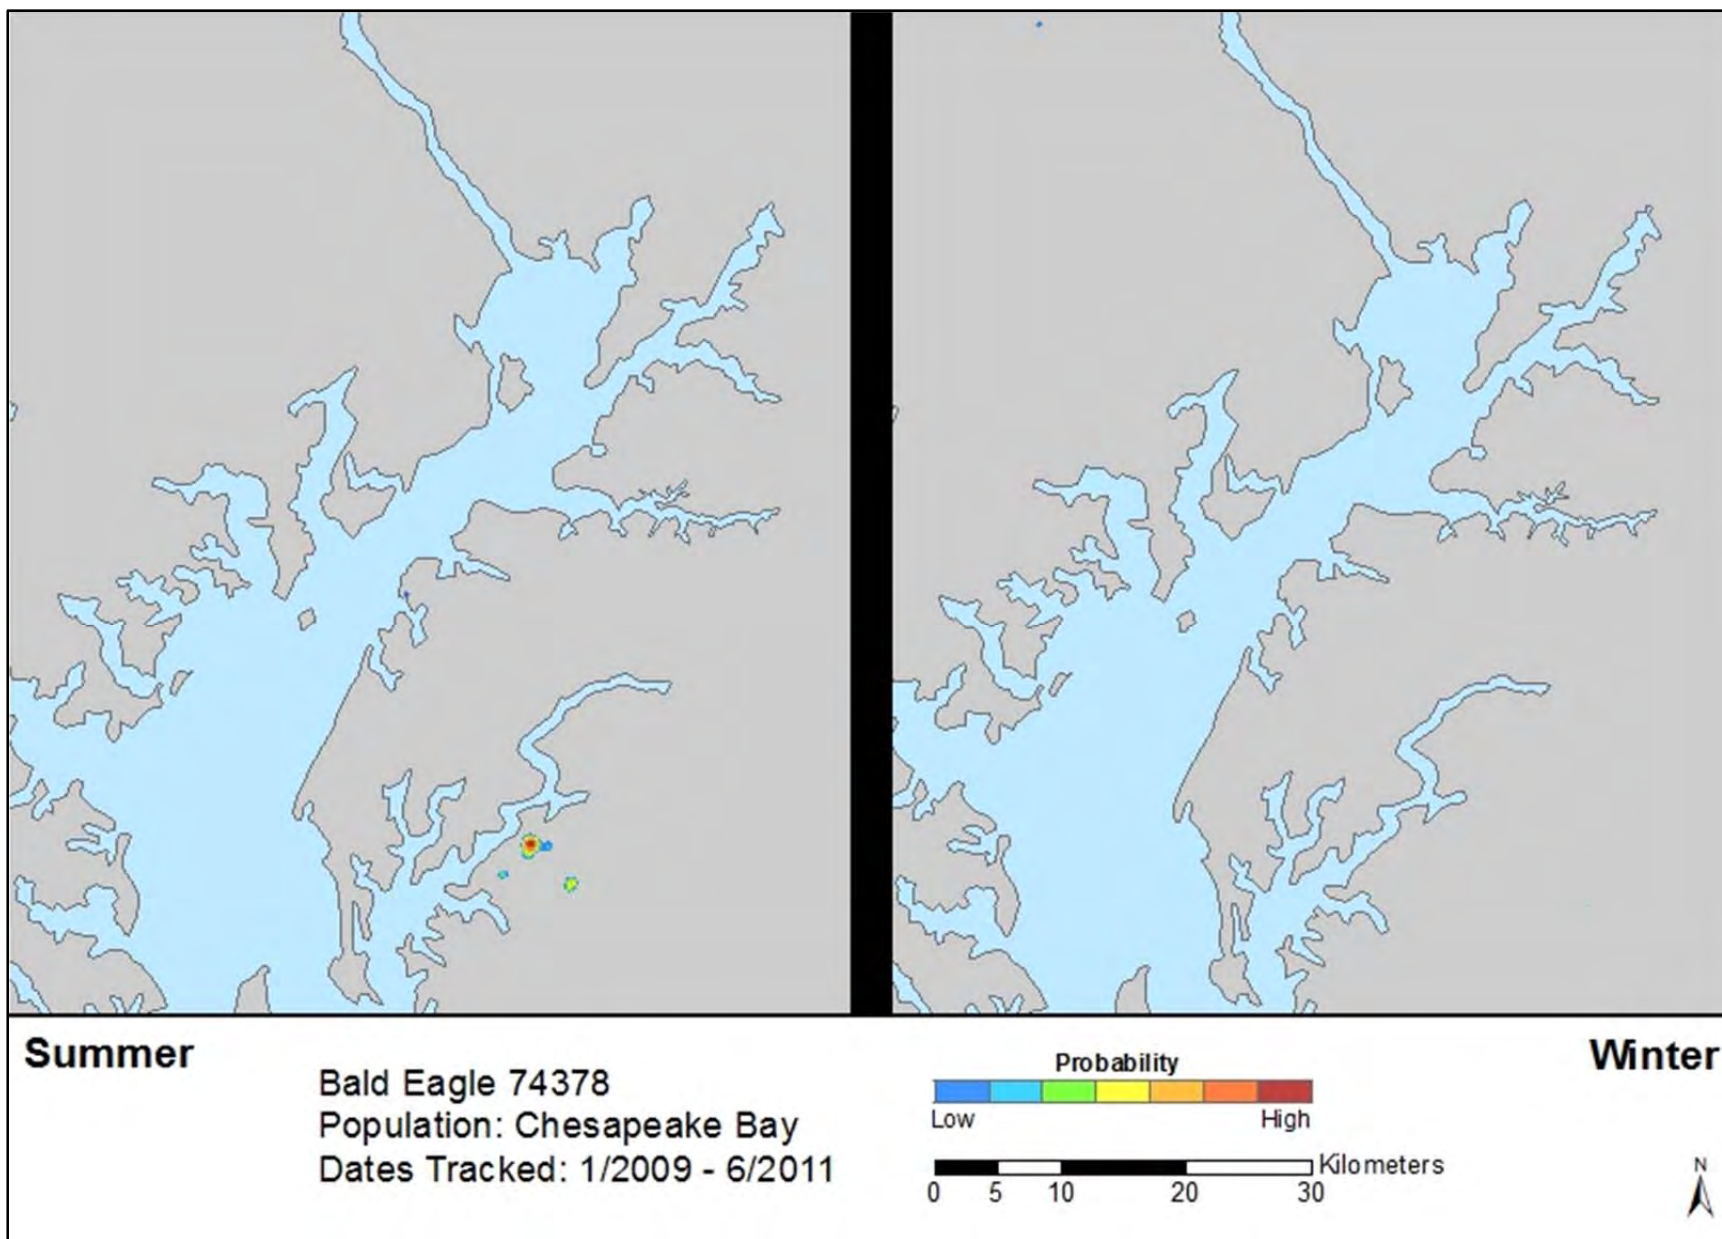 Summer
Winter
Bald Eagle 74378
Population: Chesapeake Bay
Dates Tracked: 1/2009 - 6/2011
Probability
Low High
Kilometers
0 5 10 20 30
N